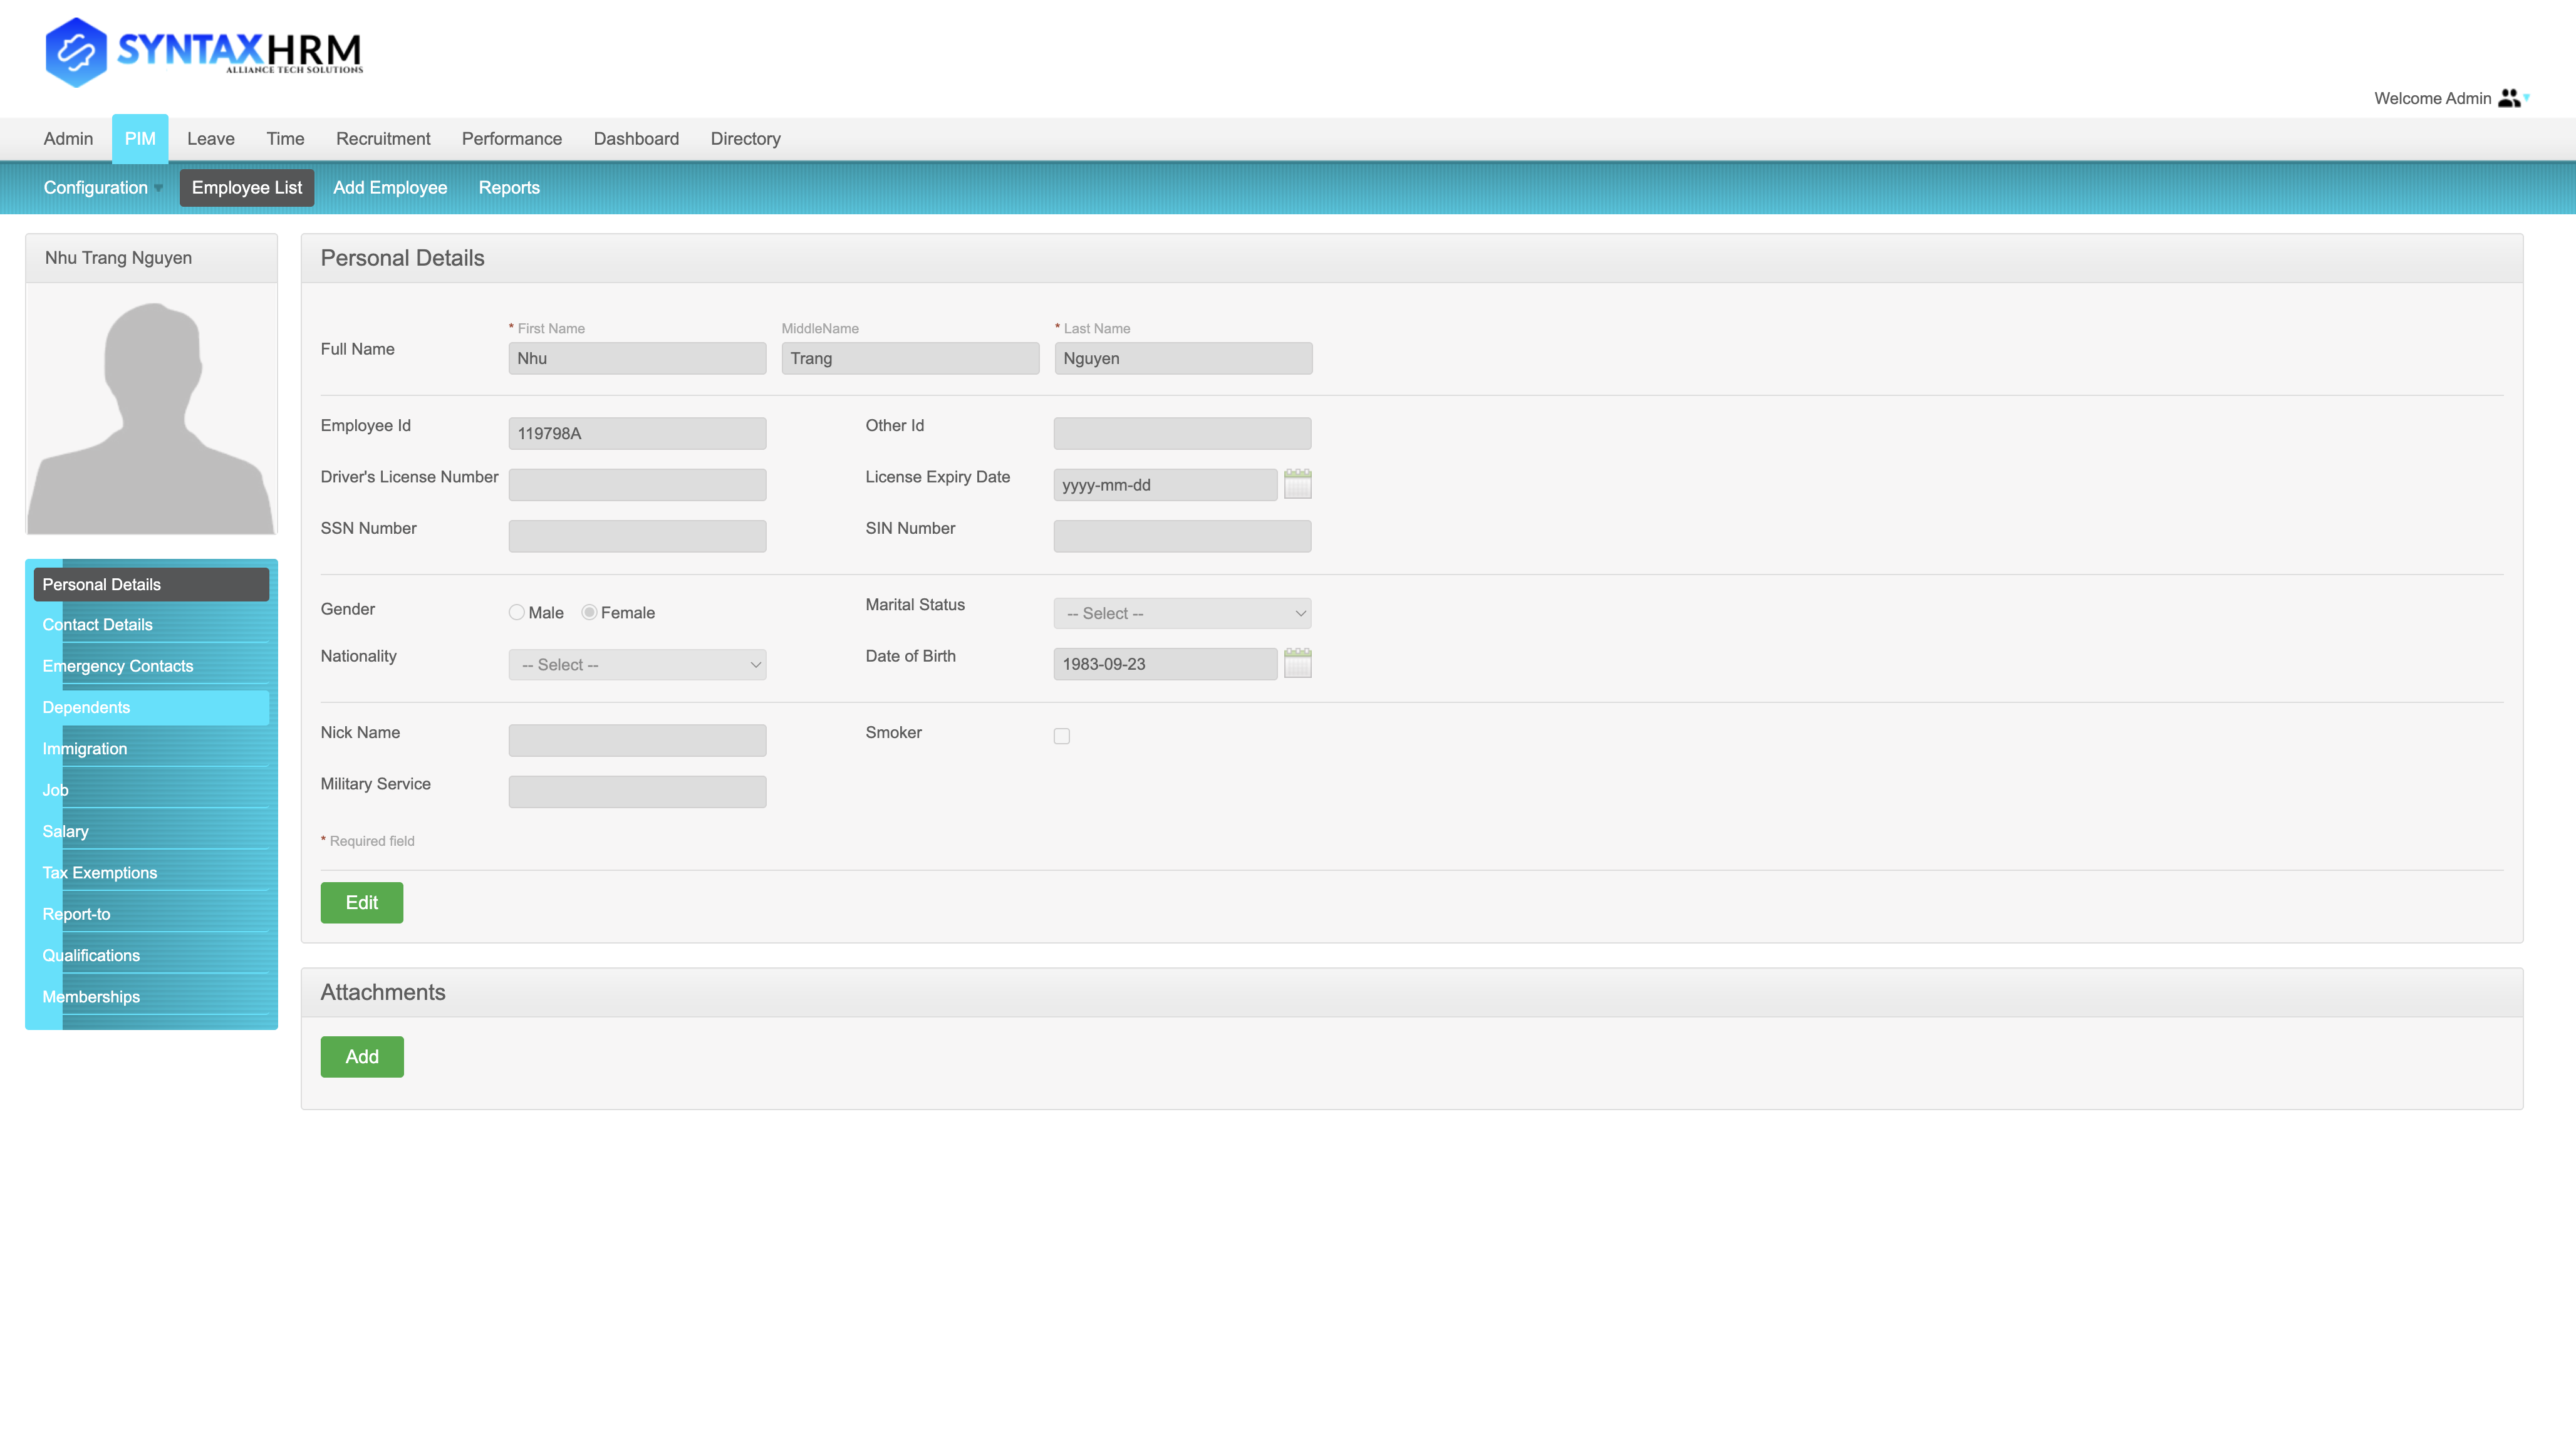 SYNTAXHRM
ALLIANCE TECH SOLUTIONS
Welcome Admin
Admin PIM Leave Time Recruitment Performance Dashboard Directory
Configuration Employee List Add Employee Reports
Nhu Trang Nguyen
Personal Details
Contact Details
Emergency Contacts
Dependents
Immigration
Job
Salary
Tax Exemptions
Report-to
Qualifications
Memberships
Personal Details
* First Name MiddleName * Last Name
Full Name Nhu Trang Nguyen
Employee Id 119798A Other Id
Driver's License Number License Expiry Date yyyy-mm-dd
SSN Number SIN Number
Gender Male Female Marital Status -- Select --
Nationality -- Select -- Date of Birth 1983-09-23
Nick Name Smoker
Military Service
* Required field
Edit
Attachments
Add